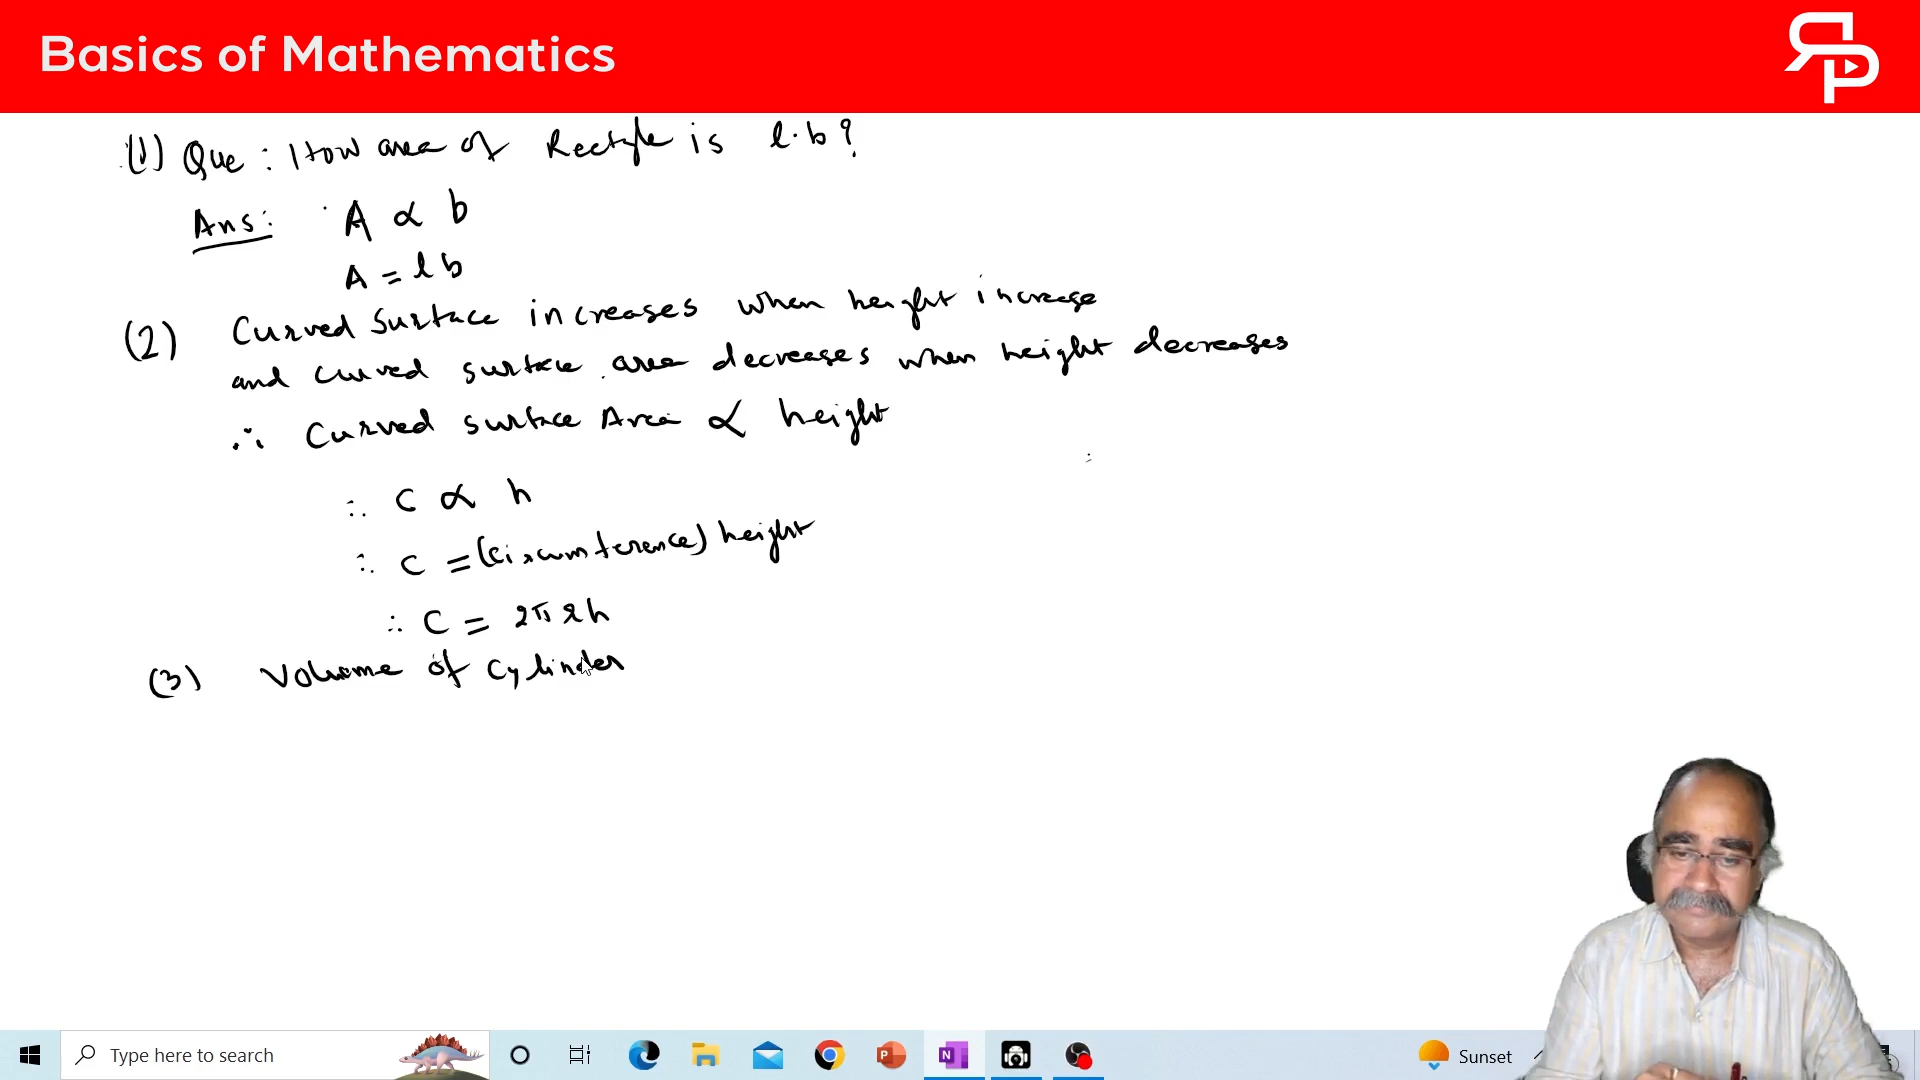 Basics of Mathematics
(1) Que: How area of Rectgle is l.b?
Ans: A ∝ b
A = lb
(2) Curved Surface increases when height increase
and curved surface area decreases when height decreases
∴ Curved surface Area ∝ height
∴ C ∝ h
∴ C = (circumference) height
∴ C = 2πrh
(3) Volume of Cylinder
Type here to search
Sunset